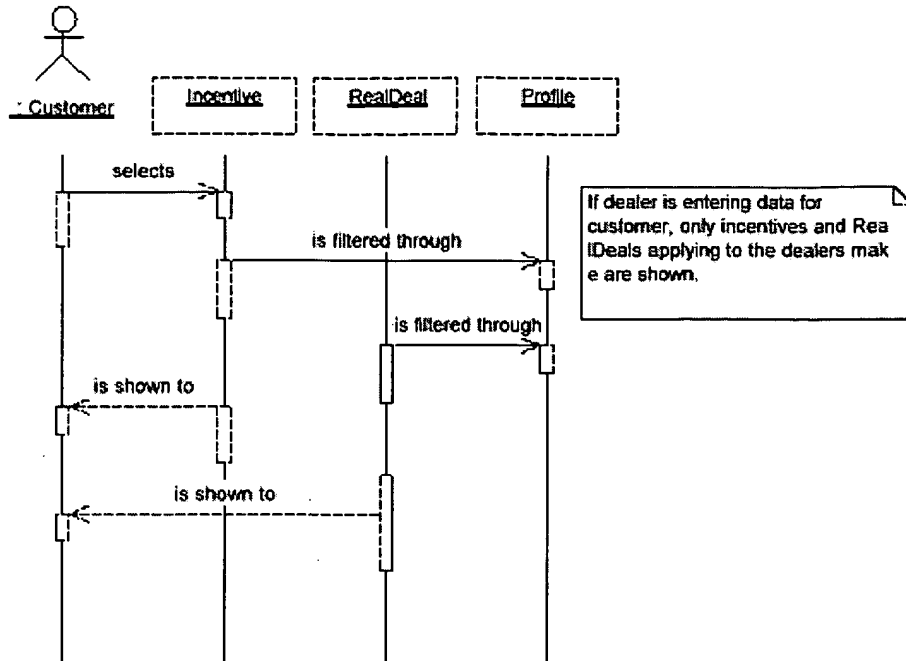 : Customer
Incentive
RealDeal
Profile
selects
If dealer is entering data for
customer, only incentives and Rea
lDeals applying to the dealers mak
e are shown.
is filtered through
is filtered through
is shown to
is shown to